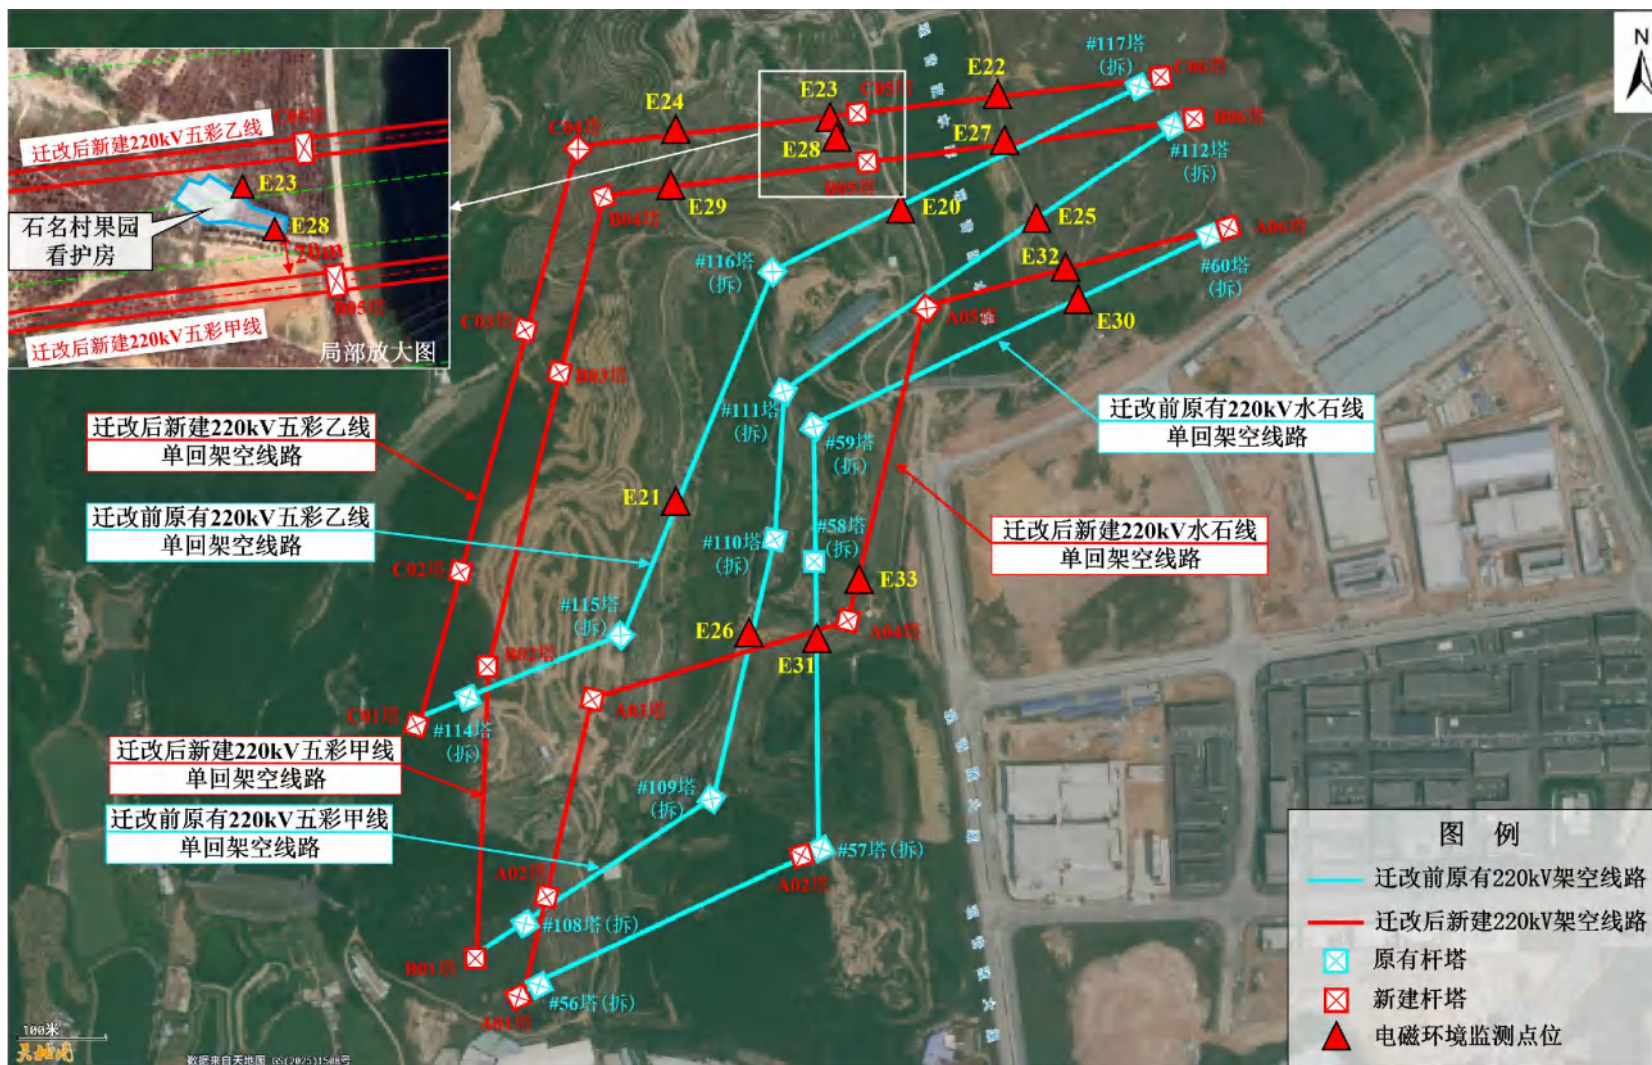 N
迁改后新建220kV五彩乙线
C05塔
E23
石名村果园
看护房
E28
20m
B05塔
迁改后新建220kV五彩甲线
局部放大图
#117塔
(拆)
C06塔
E22
E23
C05塔
E24
C04塔
E28
E27
B06塔
#112塔
(拆)
B05塔
B04塔
E29
E20
E25
A06塔
#116塔
(拆)
E32
#60塔
(拆)
A05塔
E30
C03塔
B03塔
#111塔
(拆)
#59塔
(拆)
迁改前原有220kV水石线
单回架空线路
迁改后新建220kV五彩乙线
单回架空线路
E21
迁改前原有220kV五彩乙线
单回架空线路
#110塔
(拆)
#58塔
(拆)
迁改后新建220kV水石线
单回架空线路
C02塔
E33
#115塔
(拆)
E26
A04塔
E31
B02塔
A03塔
C01塔
#114塔
(拆)
迁改后新建220kV五彩甲线
单回架空线路
#109塔
(拆)
迁改前原有220kV五彩甲线
单回架空线路
#57塔(拆)
A02塔
A02塔
#108塔(拆)
B01塔
#56塔(拆)
A01塔
图 例
迁改前原有220kV架空线路
迁改后新建220kV架空线路
原有杆塔
新建杆塔
电磁环境监测点位
100米
天地图
数据来自天地图 GS(2025)1508号